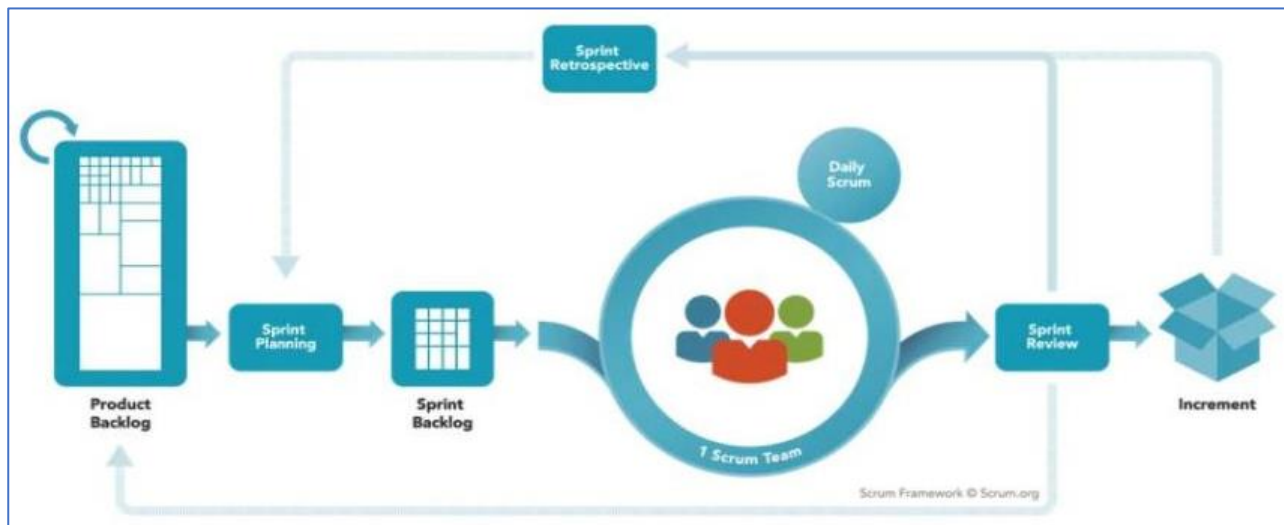 Sprint
Retrospective
Daily
Scrum
Sprint
Planning
Sprint
Review
Product
Backlog
Sprint
Backlog
Increment
1 Scrum Team
Scrum Framework © Scrum.org